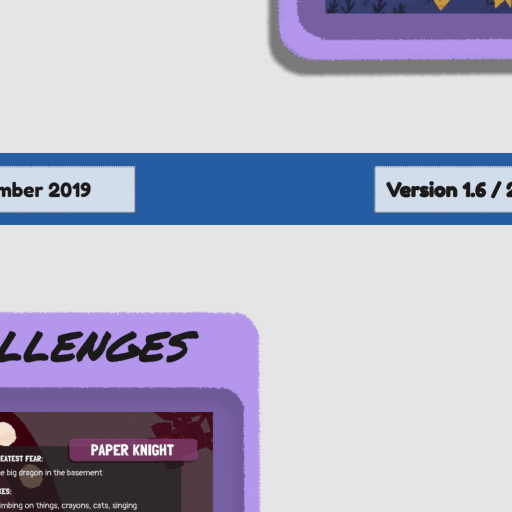 mber 2019
Version 1.6 / 2
LLENGES
PAPER KNIGHT
EATEST FEAR:
e big dragon in the basement
KES:
mbing on things, crayons, cats, singing